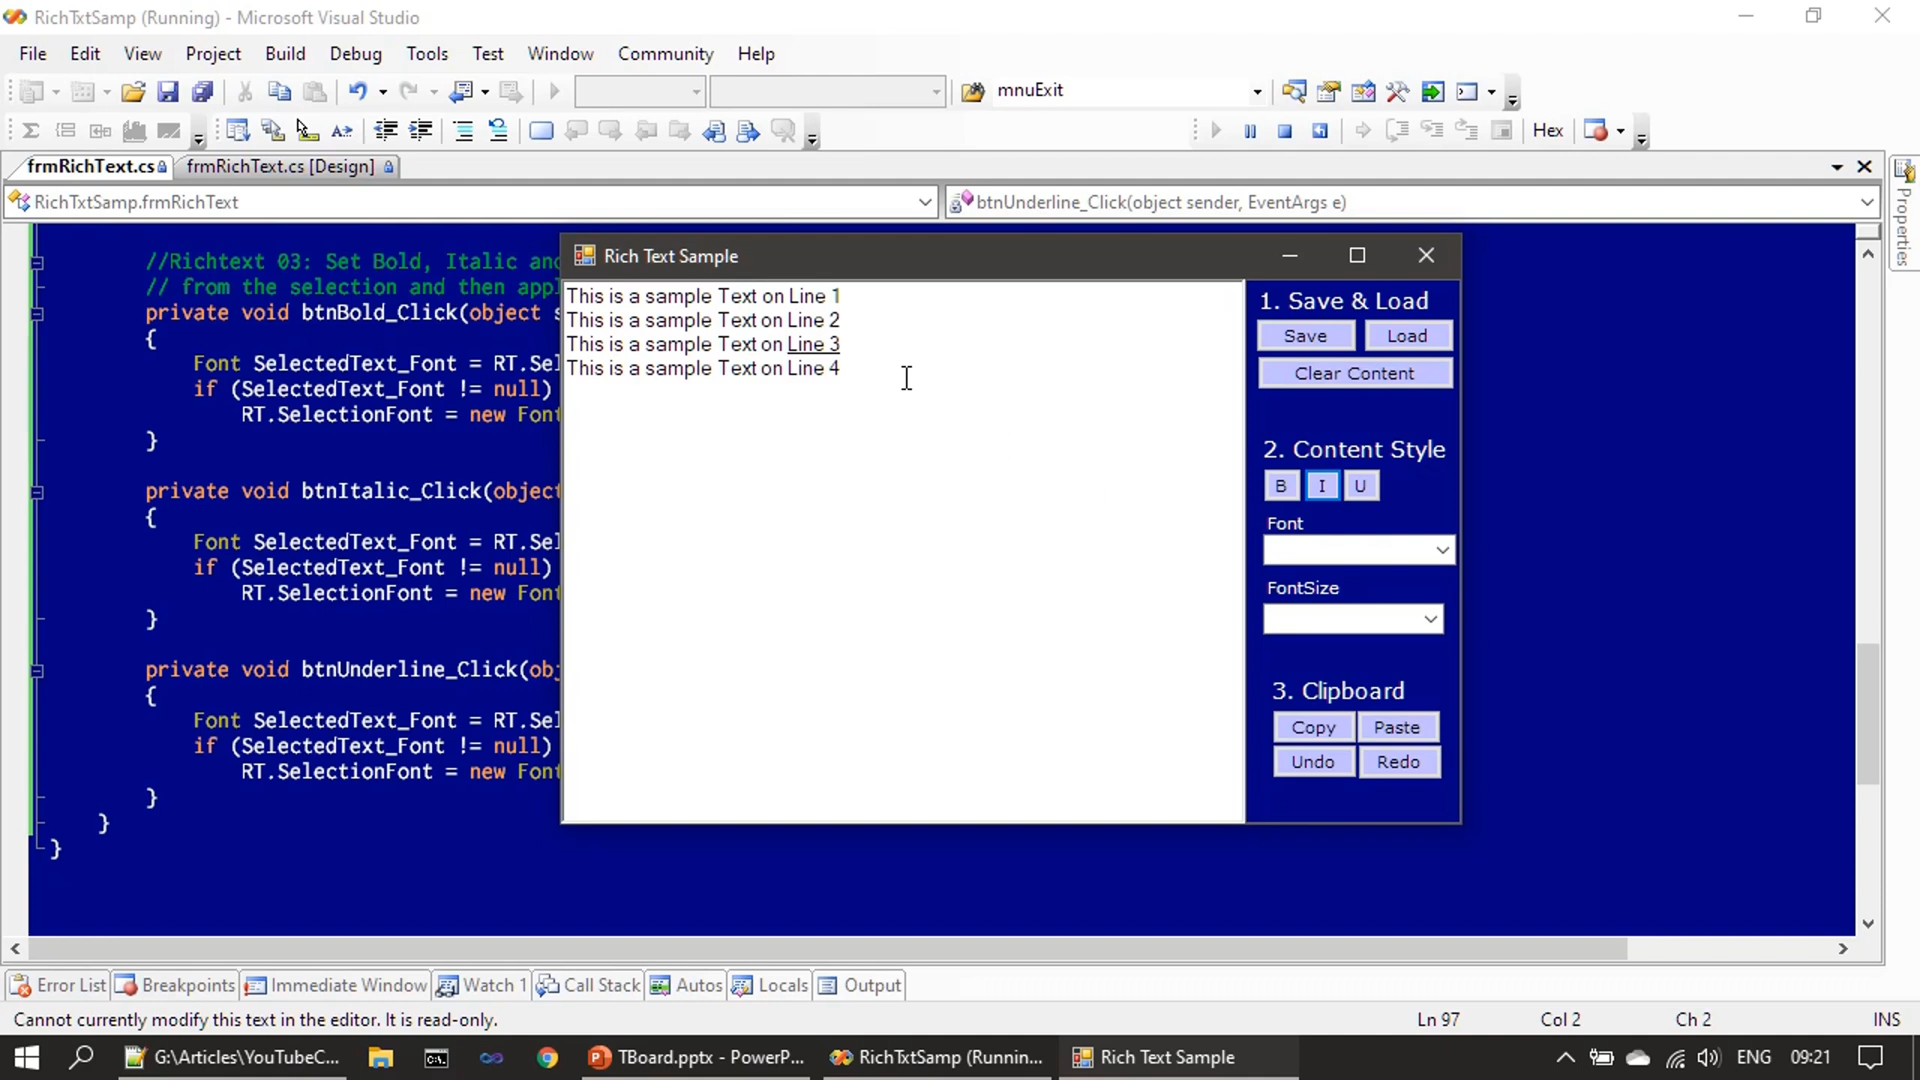 RichTxtSamp (Running) - Microsoft Visual Studio
File Edit View Project Build Debug Tools Test Window Community Help
mnuExit
Hex
frmRichText.cs frmRichText.cs [Design]
RichTxtSamp.frmRichText btnUnderline_Click(object sender, EventArgs e)
Properties
//Richtext 03: Set Bold, Italic and
// from the selection and then appl
private void btnBold_Click(object s
{
Font SelectedText_Font = RT.Sel
if (SelectedText_Font != null)
RT.SelectionFont = new Font
}
private void btnItalic_Click(object
{
Font SelectedText_Font = RT.Sel
if (SelectedText_Font != null)
RT.SelectionFont = new Font
}
private void btnUnderline_Click(obj
{
Font SelectedText_Font = RT.Sel
if (SelectedText_Font != null)
RT.SelectionFont = new Font
}
}
}
Rich Text Sample
This is a sample Text on Line 1
This is a sample Text on Line 2
This is a sample Text on Line 3
This is a sample Text on Line 4
1. Save & Load
Save Load
Clear Content
2. Content Style
B I U
Font
FontSize
3. Clipboard
Copy Paste
Undo Redo
Error List Breakpoints Immediate Window Watch 1 Call Stack Autos Locals Output
Cannot currently modify this text in the editor. It is read-only. Ln 97 Col 2 Ch 2 INS
G:\Articles\YouTubeC... TBoard.pptx - PowerP... RichTxtSamp (Runnin... Rich Text Sample ENG 09:21